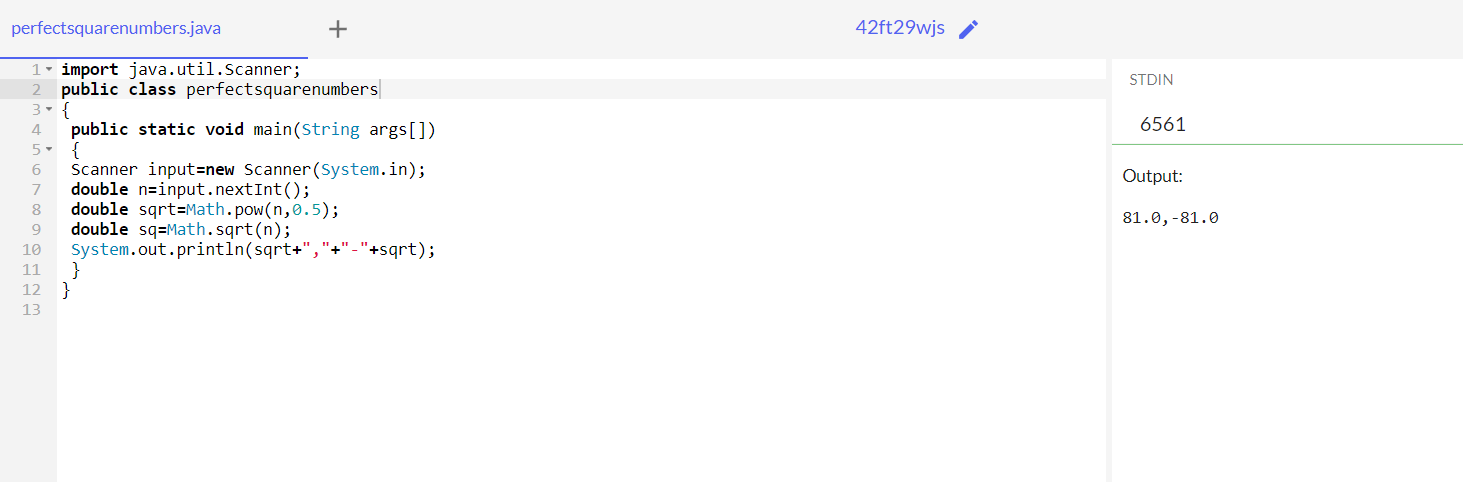 perfectsquarenumbers.java
+
42ft29wjs
1 import java.util.Scanner;
2 public class perfectsquarenumbers
3 {
4 public static void main(String args[])
5 {
6 Scanner input=new Scanner(System.in);
7 double n=input.nextInt();
8 double sqrt=Math.pow(n,0.5);
9 double sq=Math.sqrt(n);
10 System.out.println(sqrt+","+"-"+sqrt);
11 }
12 }
13
STDIN
6561
Output:
81.0,-81.0